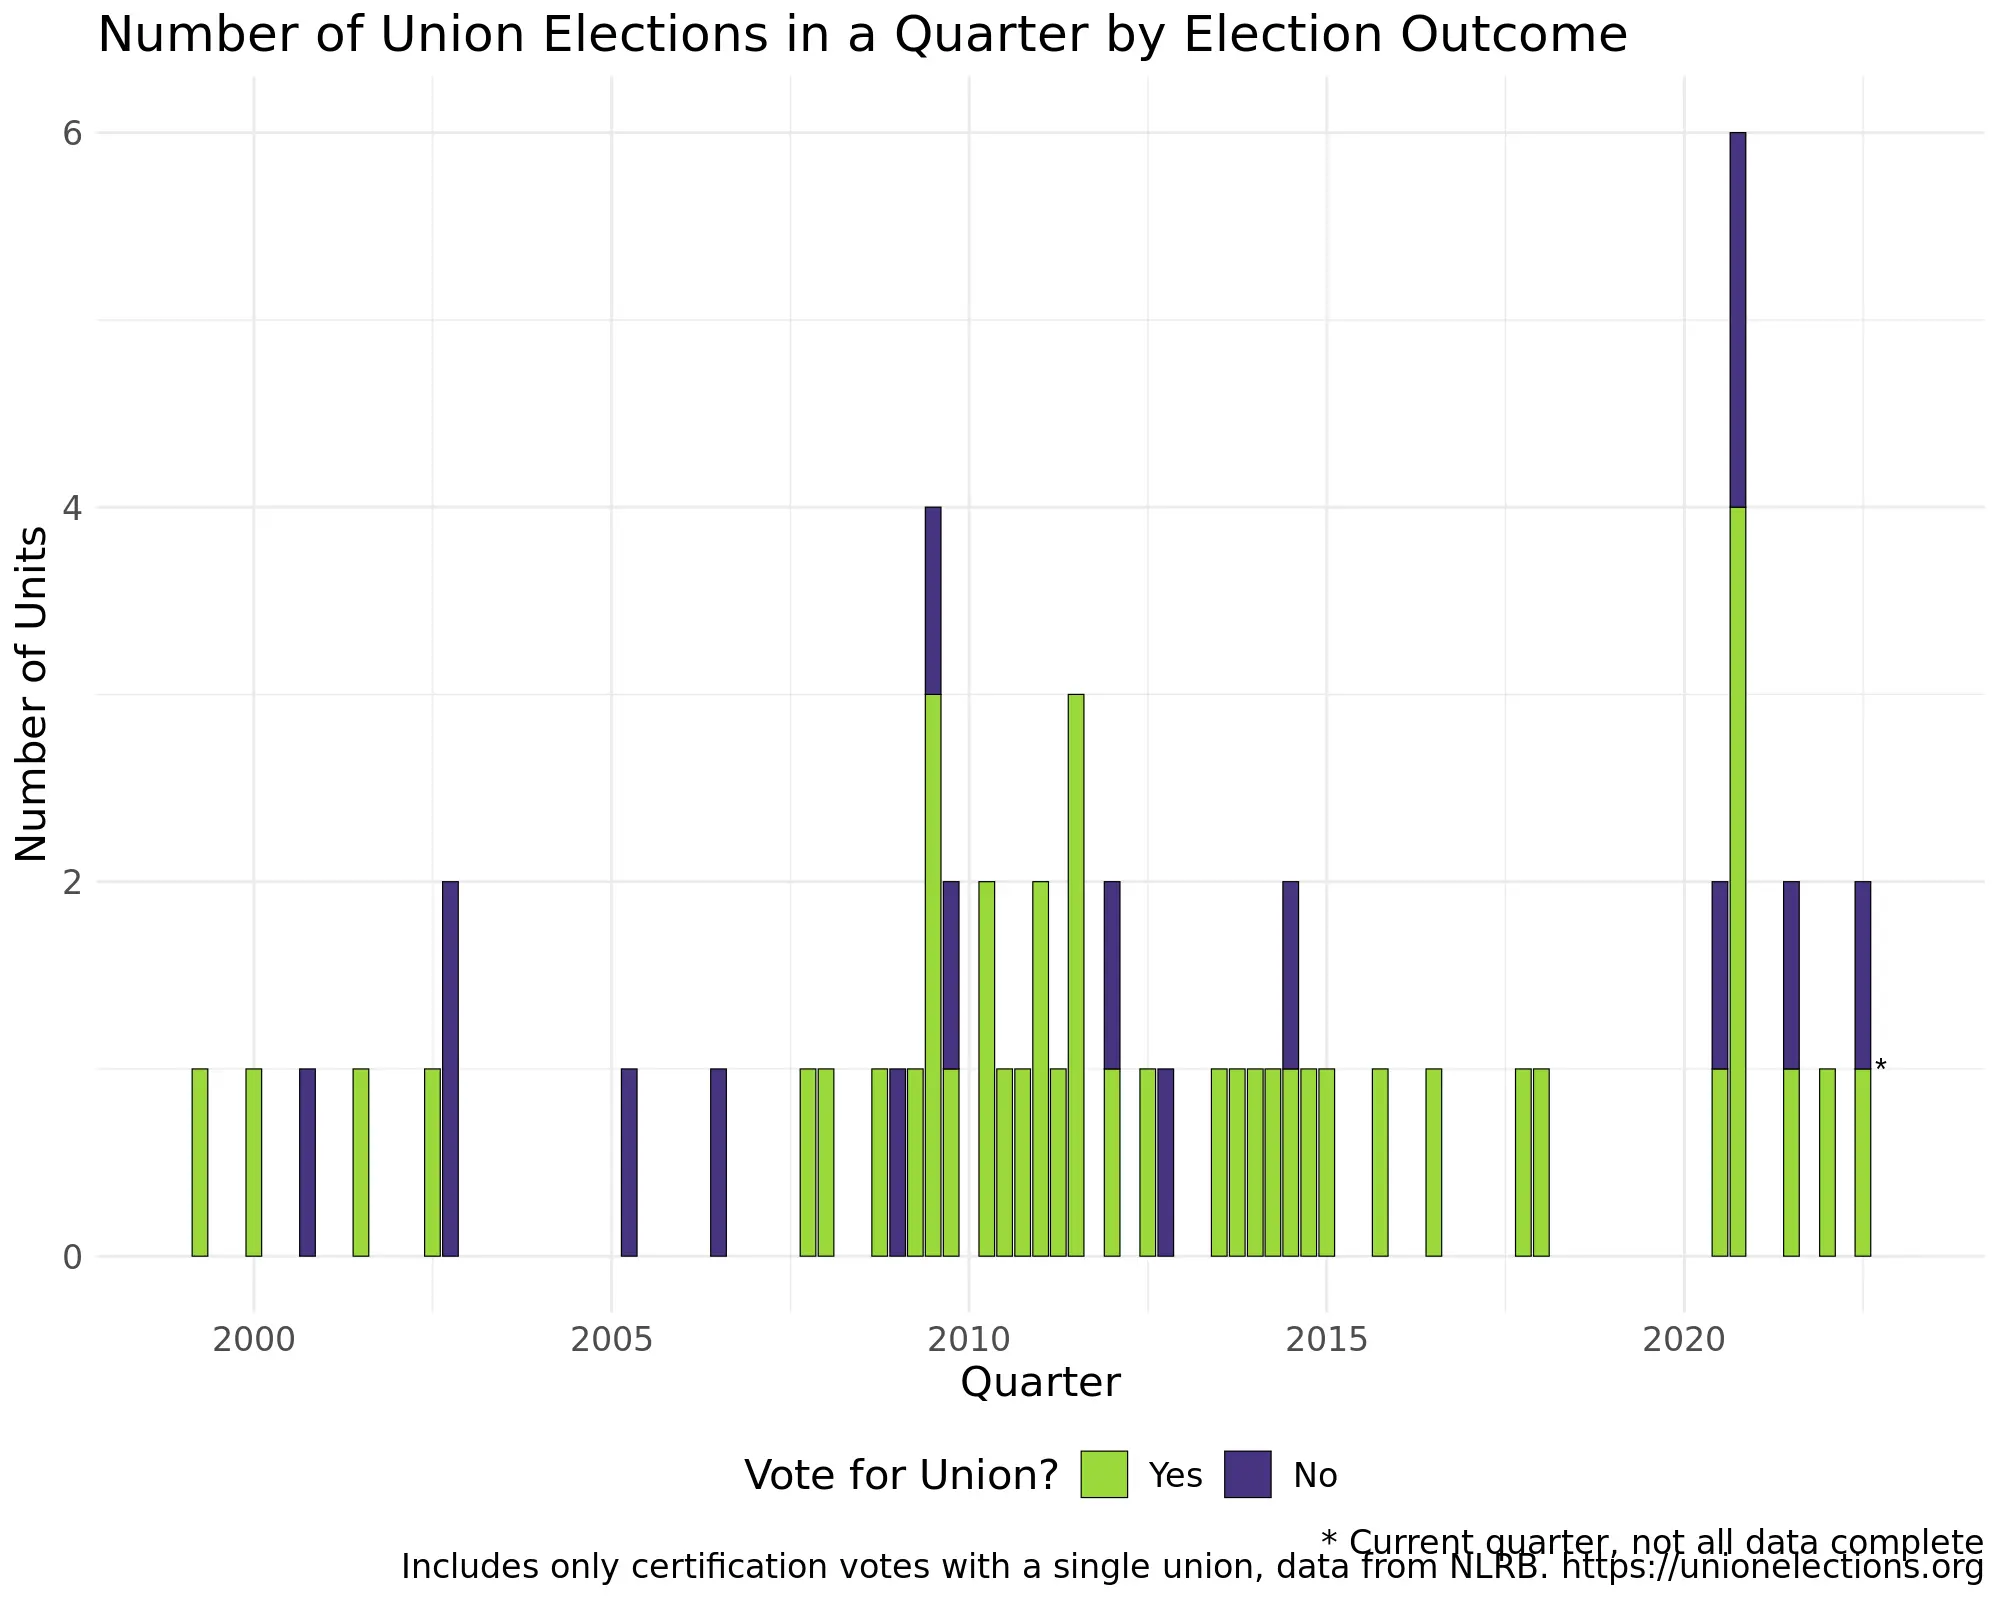 Number of Union Elections in a Quarter by Election Outcome
Number of Units
6
4
2
0
*
2000 2005 2010 2015 2020
Quarter
Vote for Union? Yes No
* Current quarter, not all data complete
Includes only certification votes with a single union, data from NLRB. https://unionelections.org